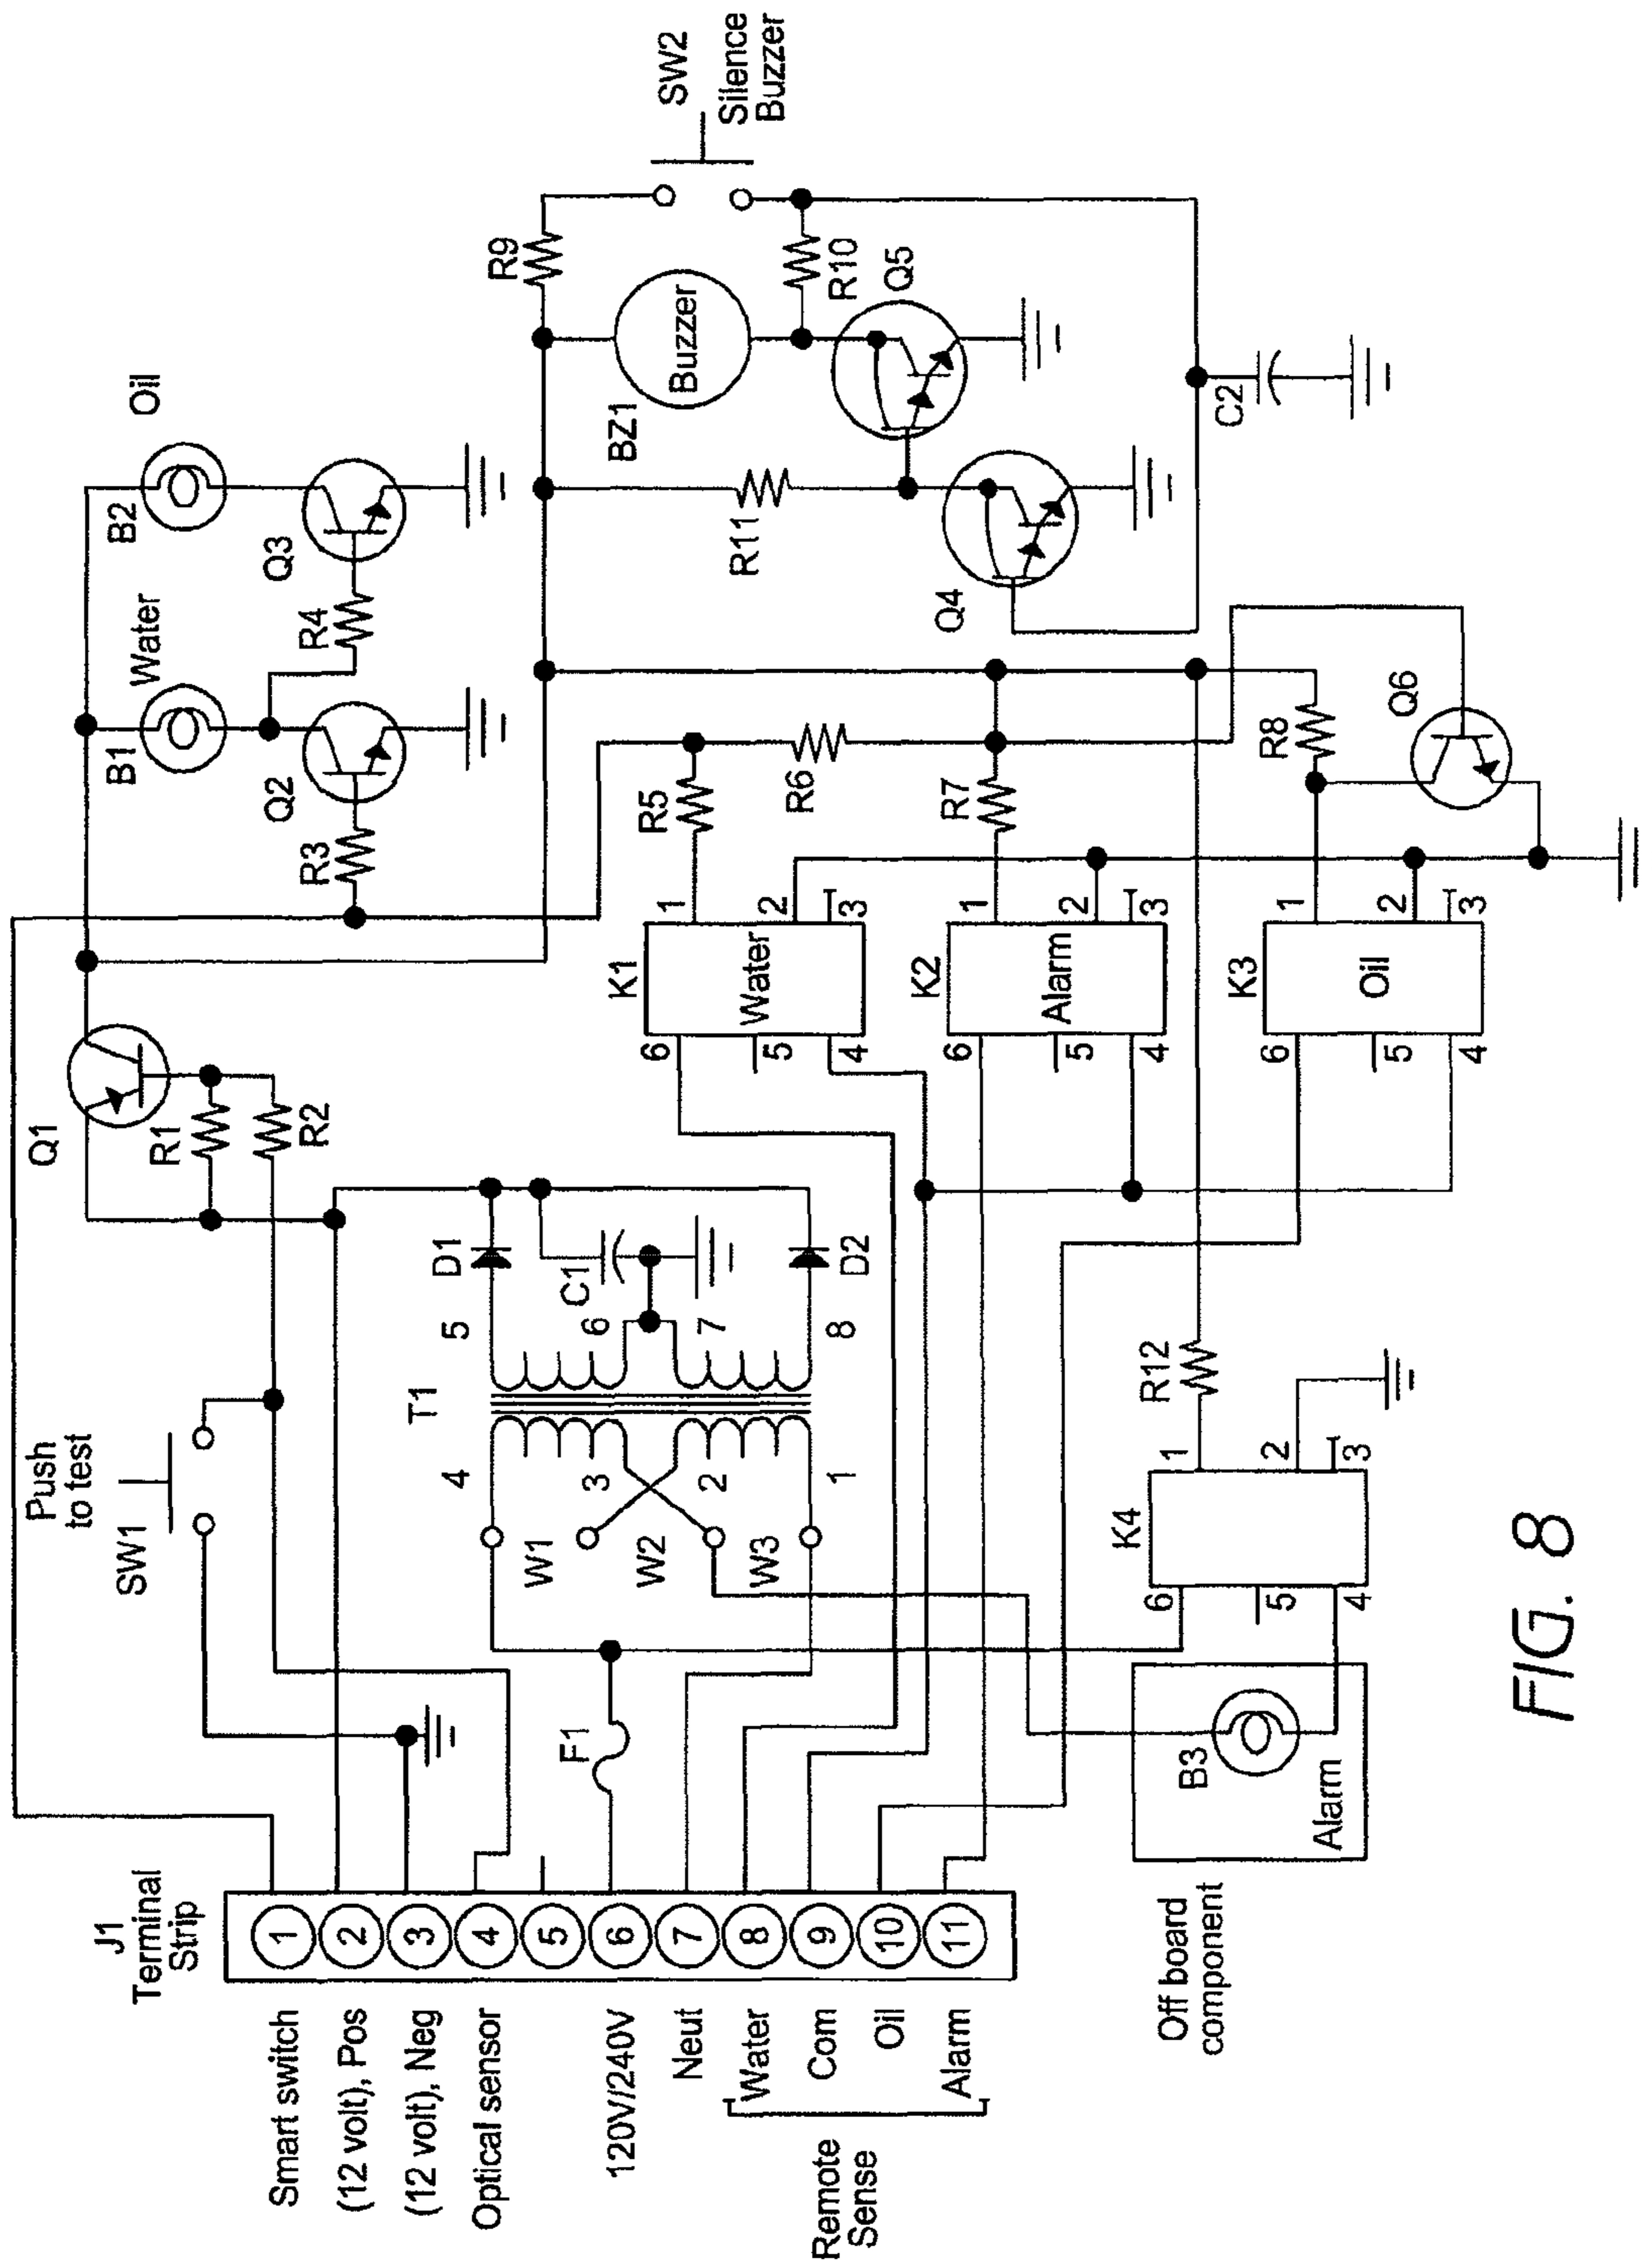 J1
Terminal
Strip
1
2
3
4
5
6
7
8
9
10
11
Smart switch
(12 volt), Pos
(12 volt), Neg
Optical sensor
120V/240V
Neut
Water
Com
Oil
Alarm
Remote
Sense
Push
to test
SW1
F1
Q1
R1
R2
T1
4
3
2
1
5
6
7
8
W1
W2
W3
D1
C1
D2
B1
Water
B2
Oil
Q2
Q3
R3
R4
R9
SW2
Silence
Buzzer
BZ1
Buzzer
R10
Q5
R11
Q4
C2
K1
Water
1
2
3
6
5
4
R5
R6
K2
Alarm
1
2
3
6
5
4
R7
K3
Oil
1
2
3
6
5
4
R8
Q6
K4
1
2
3
6
5
4
R12
B3
Alarm
Off board
component
FIG. 8